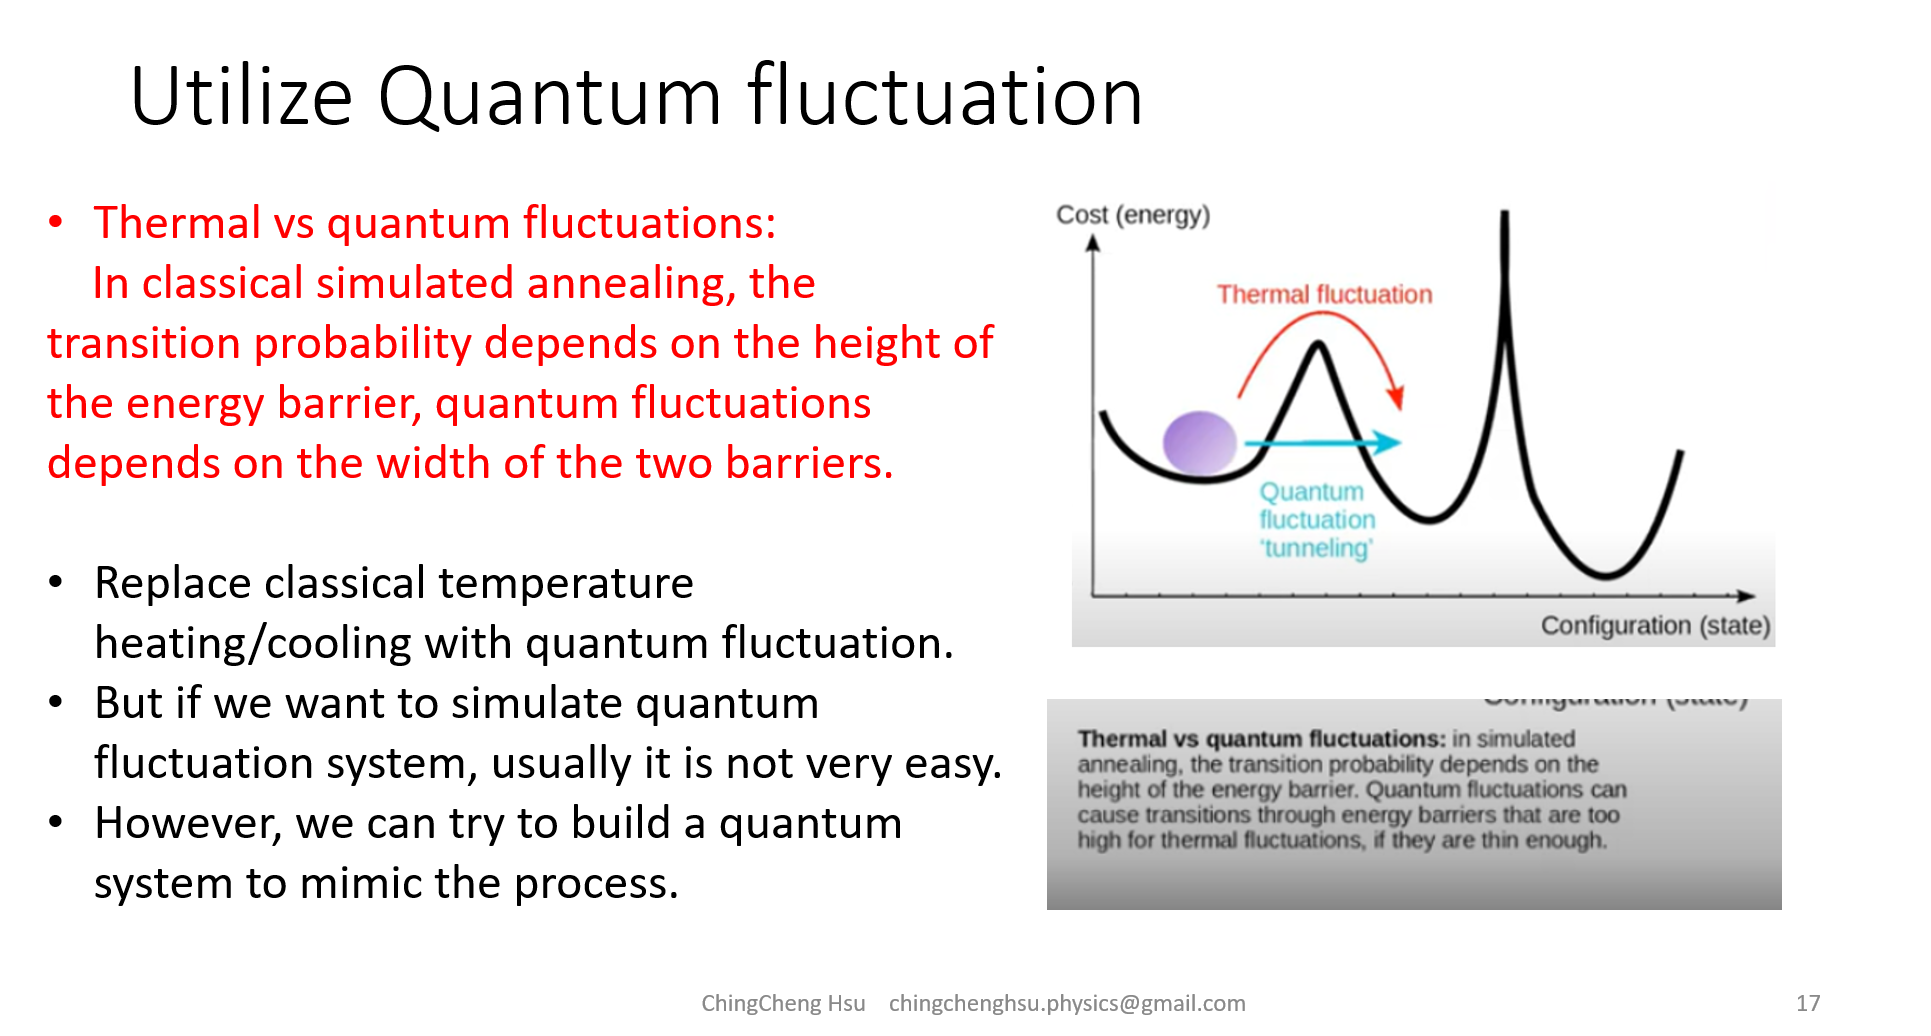 Utilize Quantum fluctuation
• Thermal vs quantum fluctuations:
In classical simulated annealing, the
transition probability depends on the height of
the energy barrier, quantum fluctuations
depends on the width of the two barriers.
• Replace classical temperature
heating/cooling with quantum fluctuation.
• But if we want to simulate quantum
fluctuation system, usually it is not very easy.
• However, we can try to build a quantum
system to mimic the process.
Cost (energy)
Thermal fluctuation
Quantum
fluctuation
‘tunneling’
Configuration (state)
Configuration (state)
Thermal vs quantum fluctuations: in simulated
annealing, the transition probability depends on the
height of the energy barrier. Quantum fluctuations can
cause transitions through energy barriers that are too
high for thermal fluctuations, if they are thin enough.
ChingCheng Hsu chingchenghsu.physics@gmail.com
17